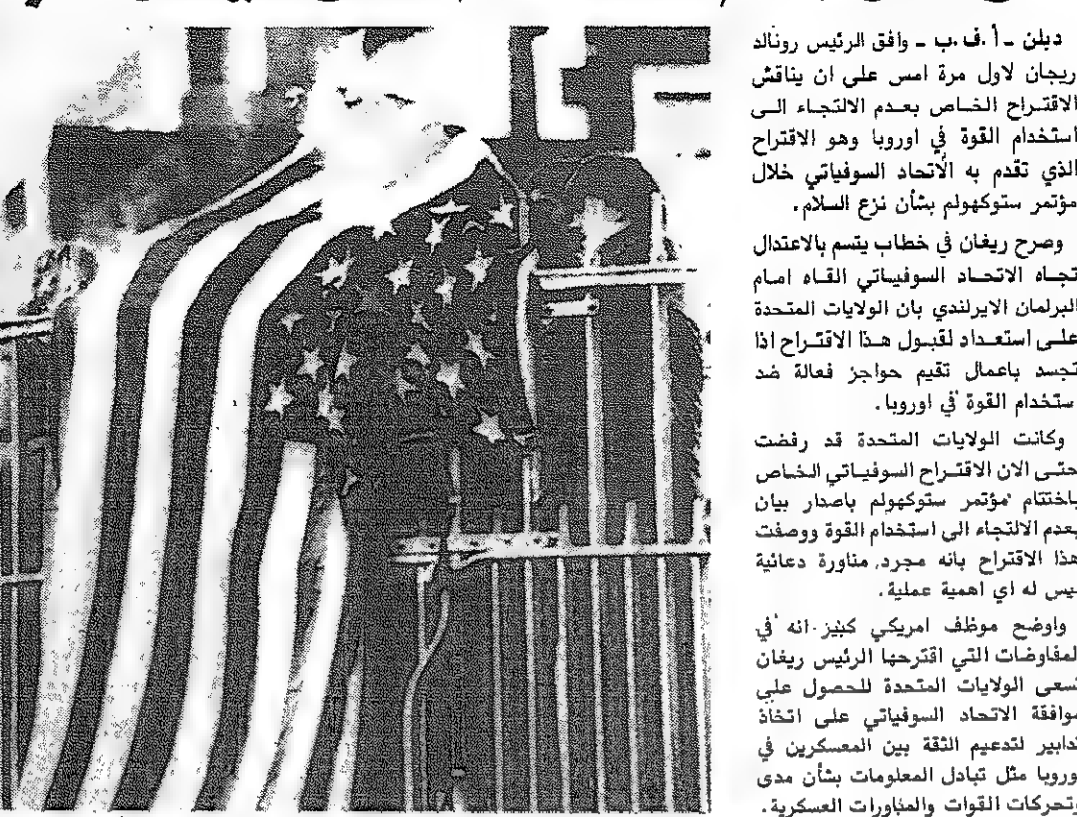 دبلن - أ.ف.ب - وافق الرئيس رونالد
ريجان لاول مرة امس على ان يناقش
الاقتراح الخاص بعدم الالتجاء الى
استخدام القوة في اوروبا وهو الاقتراح
الذي تقدم به الأتحاد السوفياتي خلال
مؤتمر ستوكهولم بشأن نزع السلام.
وصرح ريغان في خطاب يتسم بالاعتدال
تجاه الاتحاد السوفياتي القاه امام
البرلمان الايرلندي بان الولايات المتحدة
على استعداد لقبول هذا الاقتراح اذا
تجسد باعمال تقيم حواجز فعالة ضد
ستخدام القوة في اوروبا.
وكانت الولايات المتحدة قد رفضت
حتى الان الاقتراح السوفياتي الخاص
باختتام مؤتمر ستوكهولم باصدار بيان
بعدم الالتجاء الى استخدام القوة ووصفت
هذا الاقتراح بانه مجرد مناورة دعائية
ليس له اي اهمية عملية.
واوضح موظف امريكي كبير انه في
لمفاوضات التي اقترحها الرئيس ريغان
تسعى الولايات المتحدة للحصول على
موافقة الاتحاد السوفياتي على اتخاذ
تدابير لتدعيم الثقة بين المعسكرين في
وروبا مثل تبادل المعلومات بشأن مدى
وتحركات القوات والمناورات العسكرية.